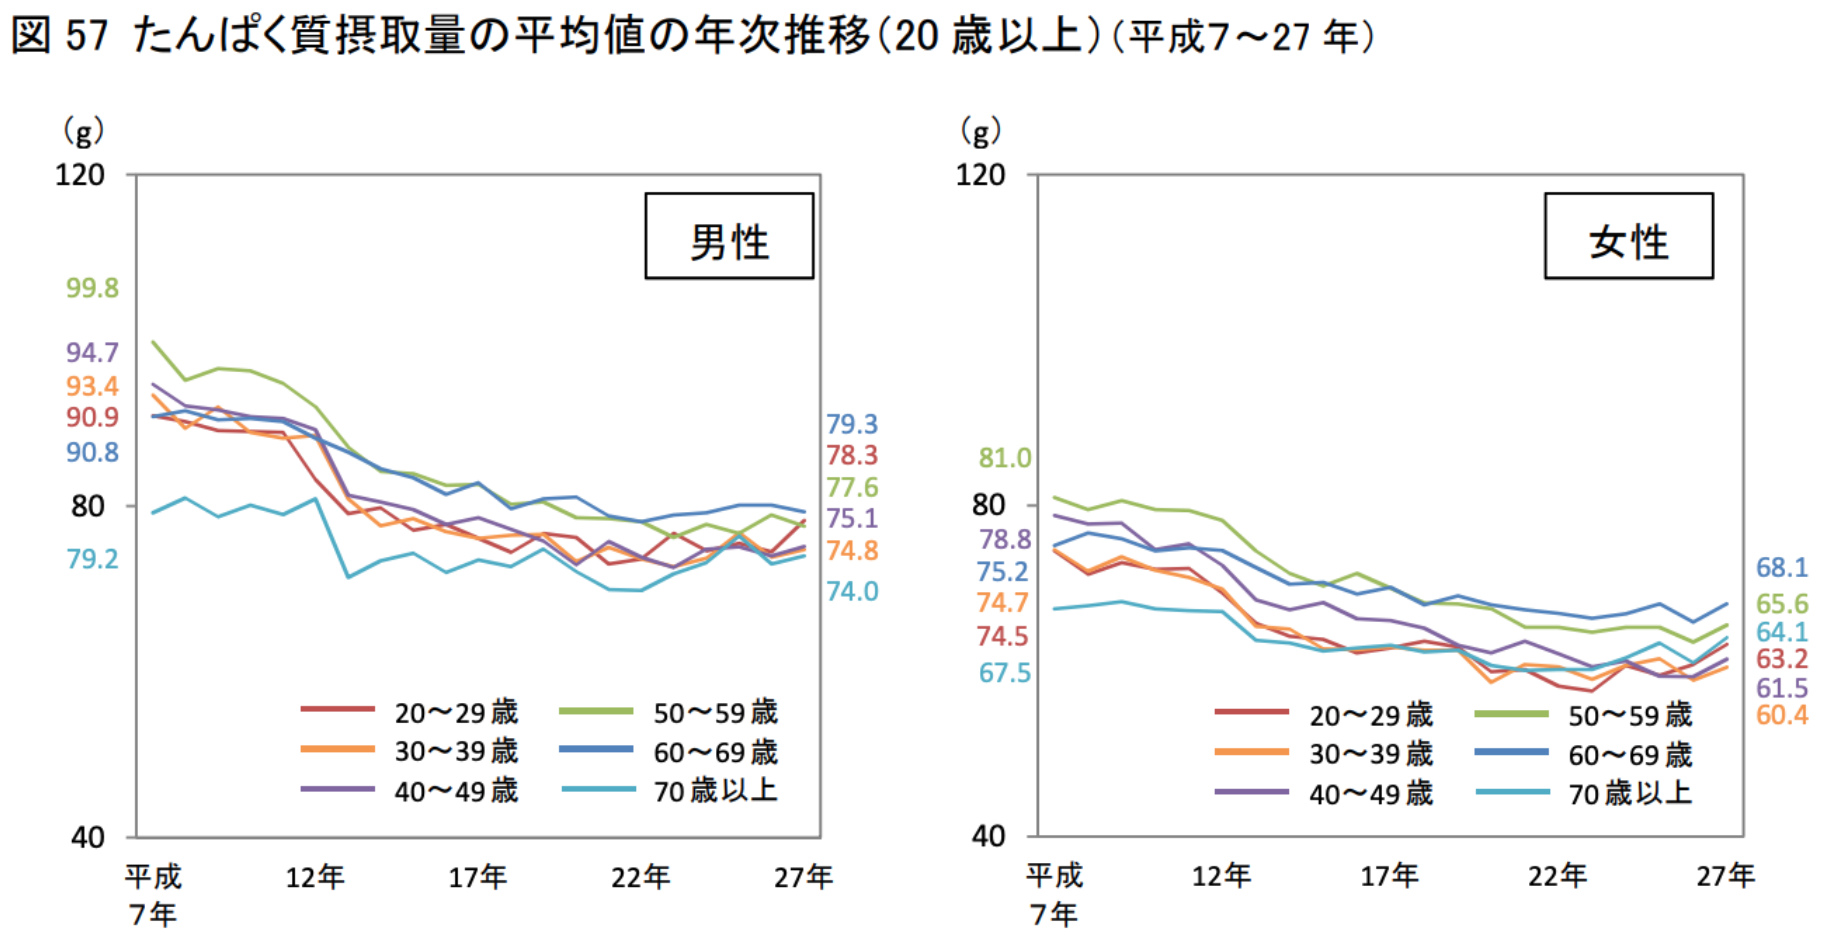 図 57 たんぱく質摂取量の平均値の年次推移（20 歳以上）（平成７～27 年）
（g）
120
男性
99.8
94.7
93.4
90.9
90.8
80
79.2
40
79.3
78.3
77.6
75.1
74.8
74.0
20～29 歳
50～59 歳
30～39 歳
60～69 歳
40～49 歳
70 歳以上
平成
７年
12年
17年
22年
27年
（g）
120
女性
81.0
80
78.8
75.2
74.7
74.5
67.5
40
68.1
65.6
64.1
63.2
61.5
60.4
20～29 歳
50～59 歳
30～39 歳
60～69 歳
40～49 歳
70 歳以上
平成
７年
12年
17年
22年
27年